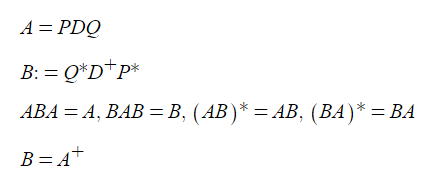 A = PDQ
B: = Q*D⁺P*
ABA = A, BAB = B, (AB)* = AB, (BA)* = BA
B = A⁺